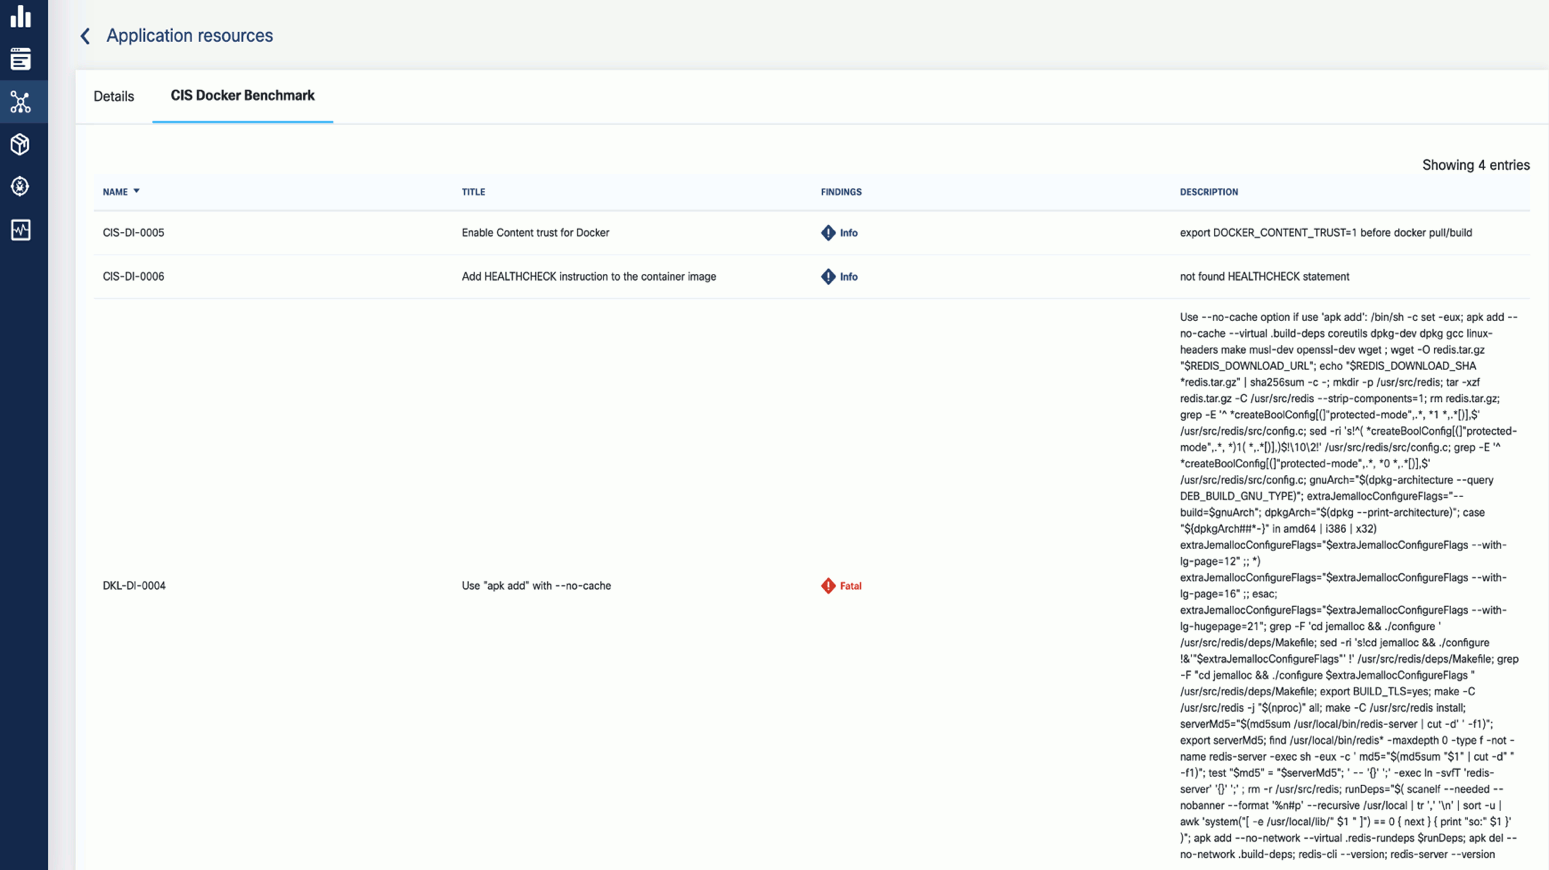 Application resources
Details
CIS Docker Benchmark
Showing 4 entries
NAME TITLE FINDINGS DESCRIPTION
CIS-DI-0005 Enable Content trust for Docker Info export DOCKER_CONTENT_TRUST=1 before docker pull/build
CIS-DI-0006 Add HEALTHCHECK instruction to the container image Info not found HEALTHCHECK statement
DKL-DI-0004 Use "apk add" with --no-cache Fatal
Use --no-cache option if use 'apk add': /bin/sh -c set -eux; apk add --
no-cache --virtual .build-deps coreutils dpkg-dev dpkg gcc linux-
headers make musl-dev openssl-dev wget ; wget -O redis.tar.gz
"$REDIS_DOWNLOAD_URL"; echo "$REDIS_DOWNLOAD_SHA
*redis.tar.gz" | sha256sum -c -; mkdir -p /usr/src/redis; tar -xzf
redis.tar.gz -C /usr/src/redis --strip-components=1; rm redis.tar.gz;
grep -E '^ *createBoolConfig[(]"protected-mode",.*, *1 *,.*[)],$'
/usr/src/redis/src/config.c; sed -ri 's!^( *createBoolConfig[(]"protected-
mode",.*, *)1( *,.*[)],)$!\10\2!' /usr/src/redis/src/config.c; grep -E '^
*createBoolConfig[(]"protected-mode",.*, *0 *,.*[)],$'
/usr/src/redis/src/config.c; gnuArch="$(dpkg-architecture --query
DEB_BUILD_GNU_TYPE)"; extraJemallocConfigureFlags="--
build=$gnuArch"; dpkgArch="$(dpkg --print-architecture)"; case
"${dpkgArch##*-}" in amd64 | i386 | x32)
extraJemallocConfigureFlags="$extraJemallocConfigureFlags --with-
lg-page=12" ;; *)
extraJemallocConfigureFlags="$extraJemallocConfigureFlags --with-
lg-page=16" ;; esac;
extraJemallocConfigureFlags="$extraJemallocConfigureFlags --with-
lg-hugepage=21"; grep -F 'cd jemalloc && ./configure '
/usr/src/redis/deps/Makefile; sed -ri 's!cd jemalloc && ./configure
!&'"$extraJemallocConfigureFlags"' !' /usr/src/redis/deps/Makefile; grep
-F "cd jemalloc && ./configure $extraJemallocConfigureFlags "
/usr/src/redis/deps/Makefile; export BUILD_TLS=yes; make -C
/usr/src/redis -j "$(nproc)" all; make -C /usr/src/redis install;
serverMd5="$(md5sum /usr/local/bin/redis-server | cut -d' ' -f1)";
export serverMd5; find /usr/local/bin/redis* -maxdepth 0 -type f -not -
name redis-server -exec sh -eux -c ' md5="$(md5sum "$1" | cut -d" "
-f1)"; test "$md5" = "$serverMd5"; ' -- '{}' ';' -exec ln -svfT 'redis-
server' '{}' ';' ; rm -r /usr/src/redis; runDeps="$( scanelf --needed --
nobanner --format '%n#p' --recursive /usr/local | tr ',' '\n' | sort -u |
awk 'system("[ -e /usr/local/lib/" $1 " ]") == 0 { next } { print "so:" $1 }'
)"; apk add --no-network --virtual .redis-rundeps $runDeps; apk del --
no-network .build-deps; redis-cli --version; redis-server --version